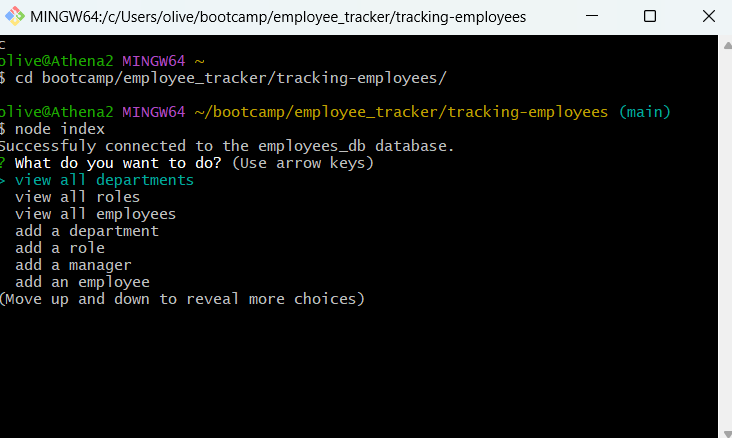 MINGW64:/c/Users/olive/bootcamp/employee_tracker/tracking-employees
c
olive@Athena2 MINGW64 ~
$ cd bootcamp/employee_tracker/tracking-employees/
olive@Athena2 MINGW64 ~/bootcamp/employee_tracker/tracking-employees (main)
$ node index
Successfuly connected to the employees_db database.
? What do you want to do? (Use arrow keys)
> view all departments
view all roles
view all employees
add a department
add a role
add a manager
add an employee
(Move up and down to reveal more choices)